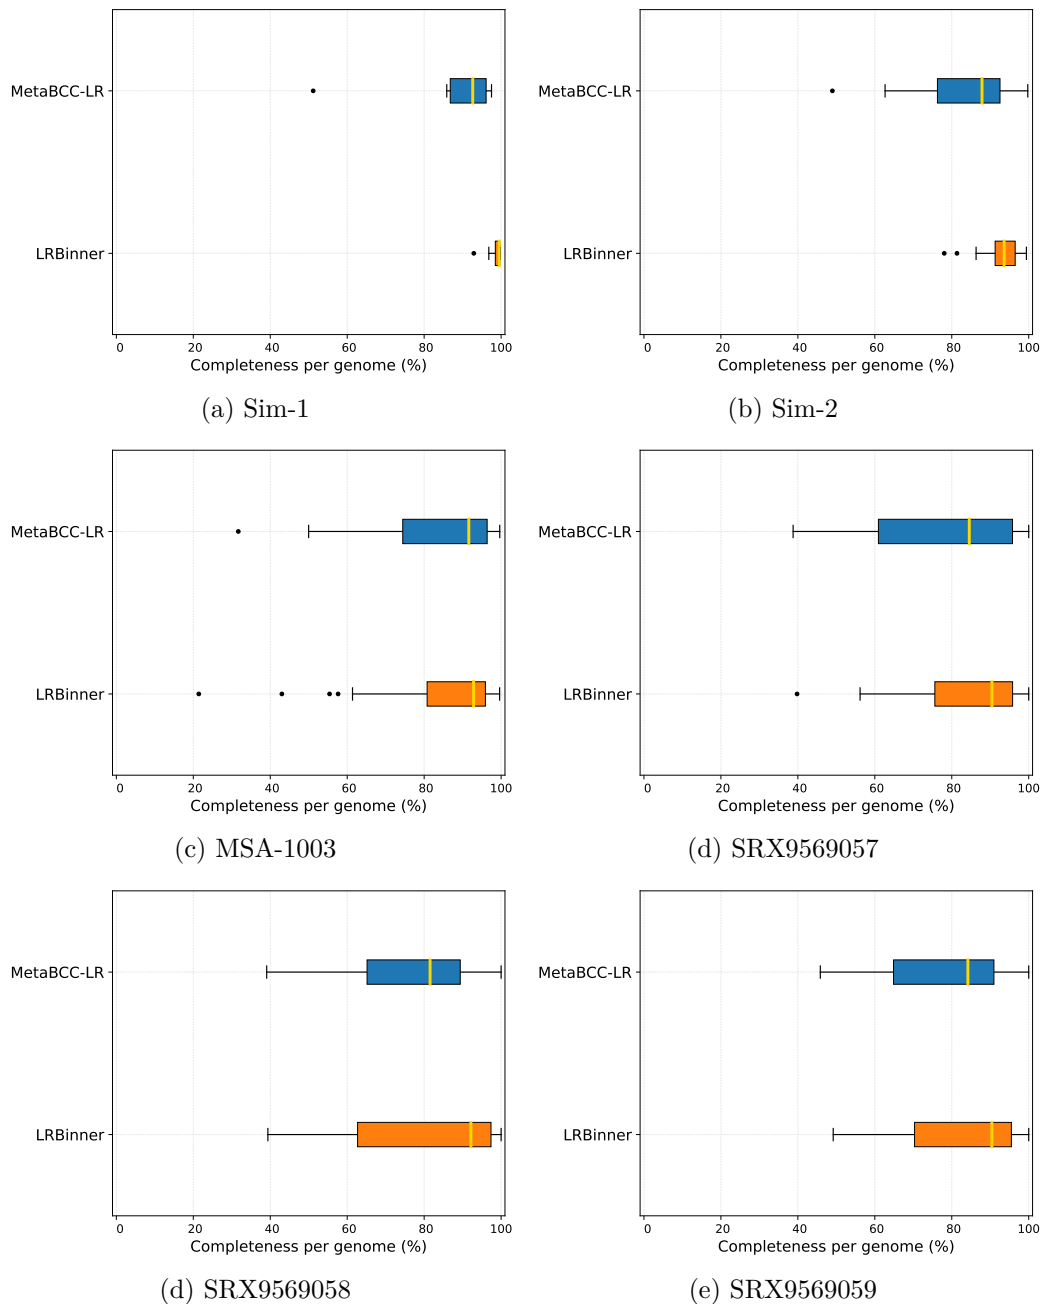 MetaBCC-LR
LRBinner
0 20 40 60 80 100
Completeness per genome (%)
(a) Sim-1
MetaBCC-LR
LRBinner
0 20 40 60 80 100
Completeness per genome (%)
(b) Sim-2
MetaBCC-LR
LRBinner
0 20 40 60 80 100
Completeness per genome (%)
(c) MSA-1003
MetaBCC-LR
LRBinner
0 20 40 60 80 100
Completeness per genome (%)
(d) SRX9569057
MetaBCC-LR
LRBinner
0 20 40 60 80 100
Completeness per genome (%)
(d) SRX9569058
MetaBCC-LR
LRBinner
0 20 40 60 80 100
Completeness per genome (%)
(e) SRX9569059